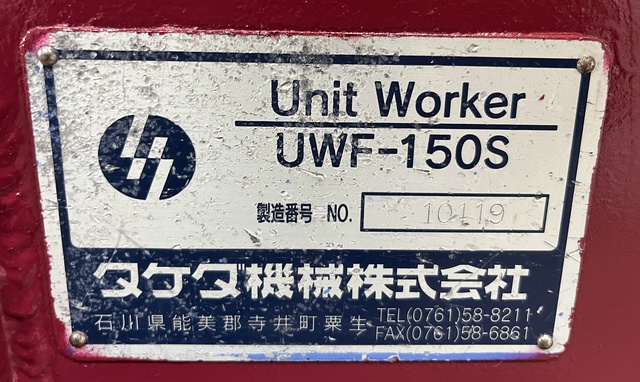 Unit Worker
UWF-150S
製造番号 NO. 10119
タケダ機械株式会社
石川県能美郡寺井町粟生 TEL(0761)58-8211
FAX(0761)58-6861